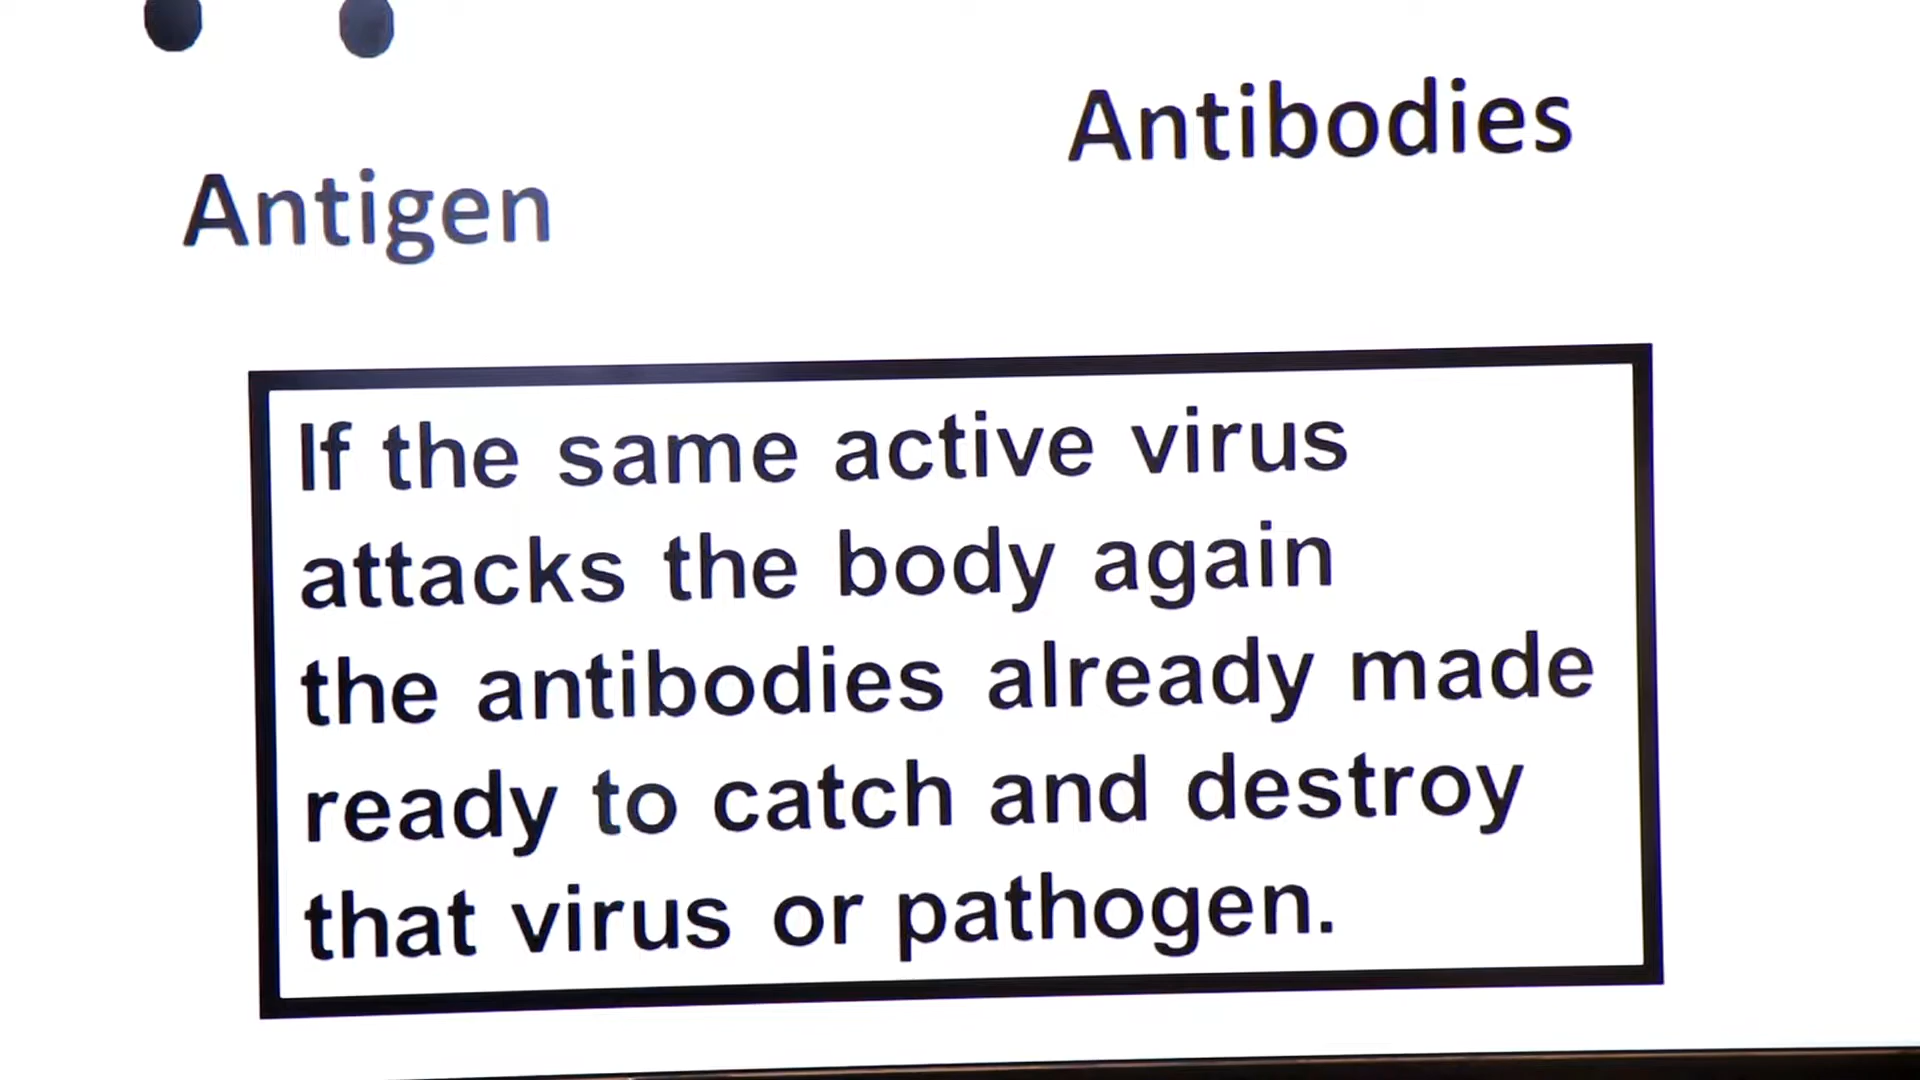 Antibodies
Antigen
If the same active virus
attacks the body again
the antibodies already made
ready to catch and destroy
that virus or pathogen.